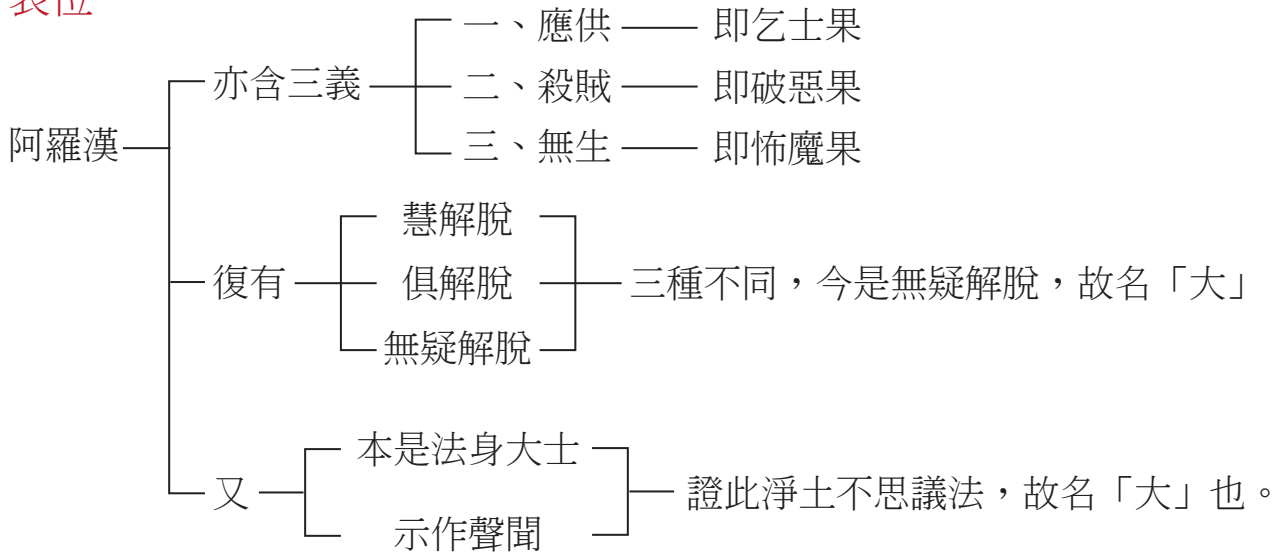 表位
一、應供 即乞士果
亦含三義 二、殺賊 即破惡果
阿羅漢
三、無生 即怖魔果
慧解脫
復有 俱解脫 三種不同，今是無疑解脫，故名「大」
無疑解脫
本是法身大士
又 證此淨土不思議法，故名「大」也。
示作聲聞